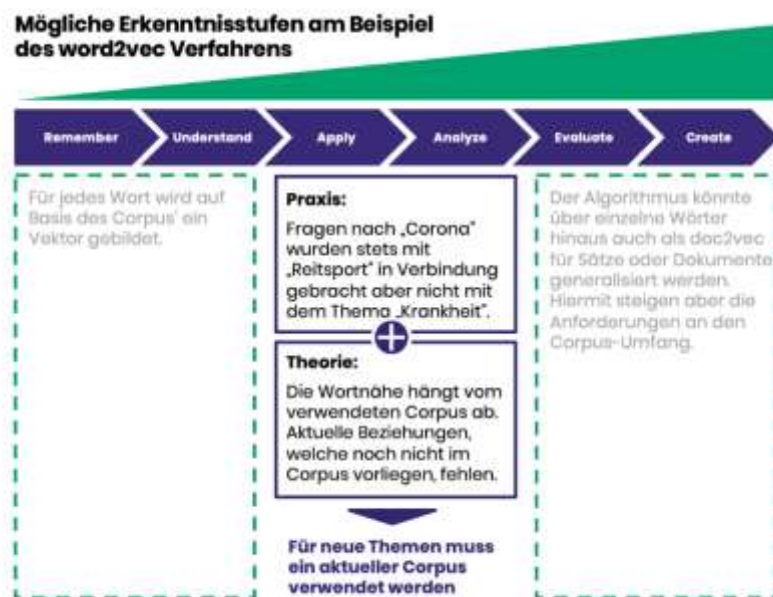 Mögliche Erkenntnisstufen am Beispiel
des word2vec Verfahrens
Remember
Understand
Apply
Analyze
Evaluate
Create
Für jedes Wort wird auf
Basis des Corpus' ein
Vektor gebildet.
Praxis:
Fragen nach „Corona"
wurden stets mit
„Reitsport" in Verbindung
gebracht aber nicht mit
dem Thema „Krankheit".
Theorie:
Die Wortnähe hängt vom
verwendeten Corpus ab.
Aktuelle Beziehungen,
welche noch nicht im
Corpus vorliegen, fehlen.
Für neue Themen muss
ein aktueller Corpus
verwendet werden
Der Algorithmus könnte
über einzelne Wörter
hinaus auch als doc2vec
für Sätze oder Dokumente
generalisiert werden.
Hiermit steigen aber die
Anforderungen an den
Corpus-Umfang.